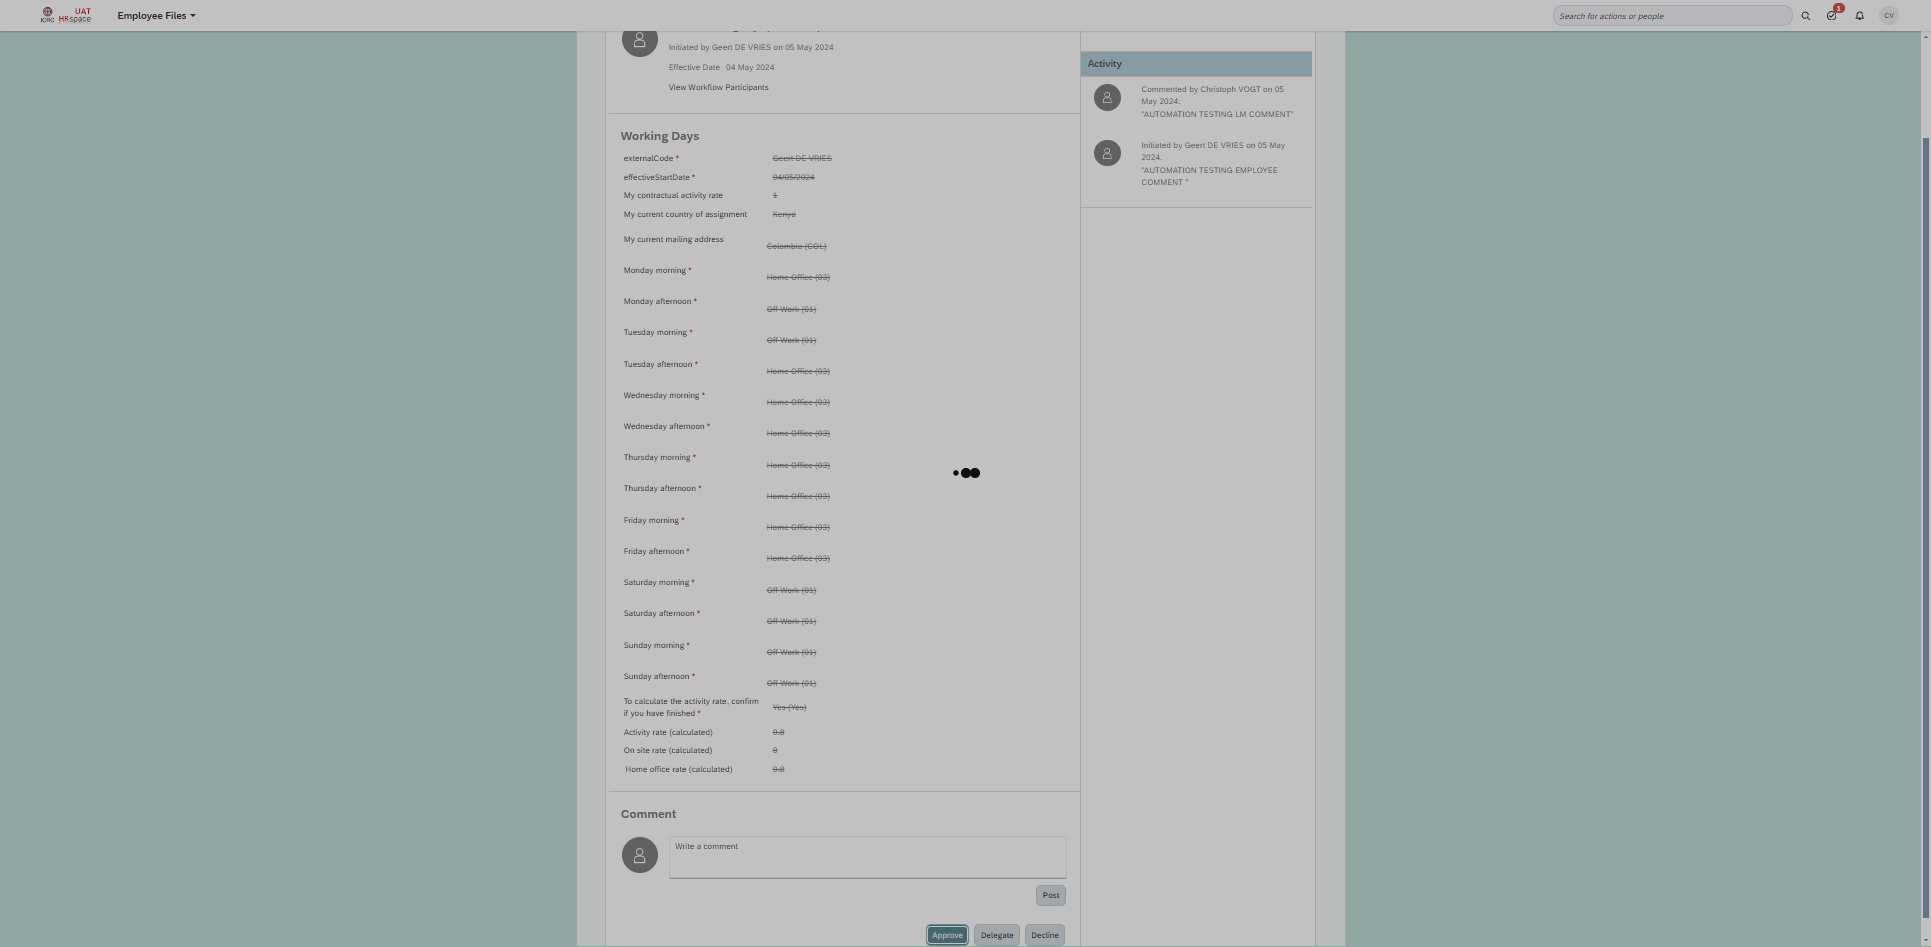 ICRC
UAT
HRspace
Employee Files
Search for actions or people
1
CV
Initiated by Geert DE VRIES on 05 May 2024
Effective Date 04 May 2024
View Workflow Participants
Working Days
externalCode * Geert DE VRIES
effectiveStartDate * 04/05/2024
My contractual activity rate 1
My current country of assignment Kenya
My current mailing address Colombia (COL)
Monday morning * Home Office (03)
Monday afternoon * Off Work (01)
Tuesday morning * Off Work (01)
Tuesday afternoon * Home Office (03)
Wednesday morning * Home Office (03)
Wednesday afternoon * Home Office (03)
Thursday morning * Home Office (03)
Thursday afternoon * Home Office (03)
Friday morning * Home Office (03)
Friday afternoon * Home Office (03)
Saturday morning * Off Work (01)
Saturday afternoon * Off Work (01)
Sunday morning * Off Work (01)
Sunday afternoon * Off Work (01)
To calculate the activity rate, confirm
if you have finished * Yes (Yes)
Activity rate (calculated) 0.8
On site rate (calculated) 0
Home office rate (calculated) 0.8
Comment
Write a comment
Post
Approve Delegate Decline
Activity
Commented by Christoph VOGT on 05
May 2024:
"AUTOMATION TESTING LM COMMENT"
Initiated by Geert DE VRIES on 05 May
2024.
"AUTOMATION TESTING EMPLOYEE
COMMENT "